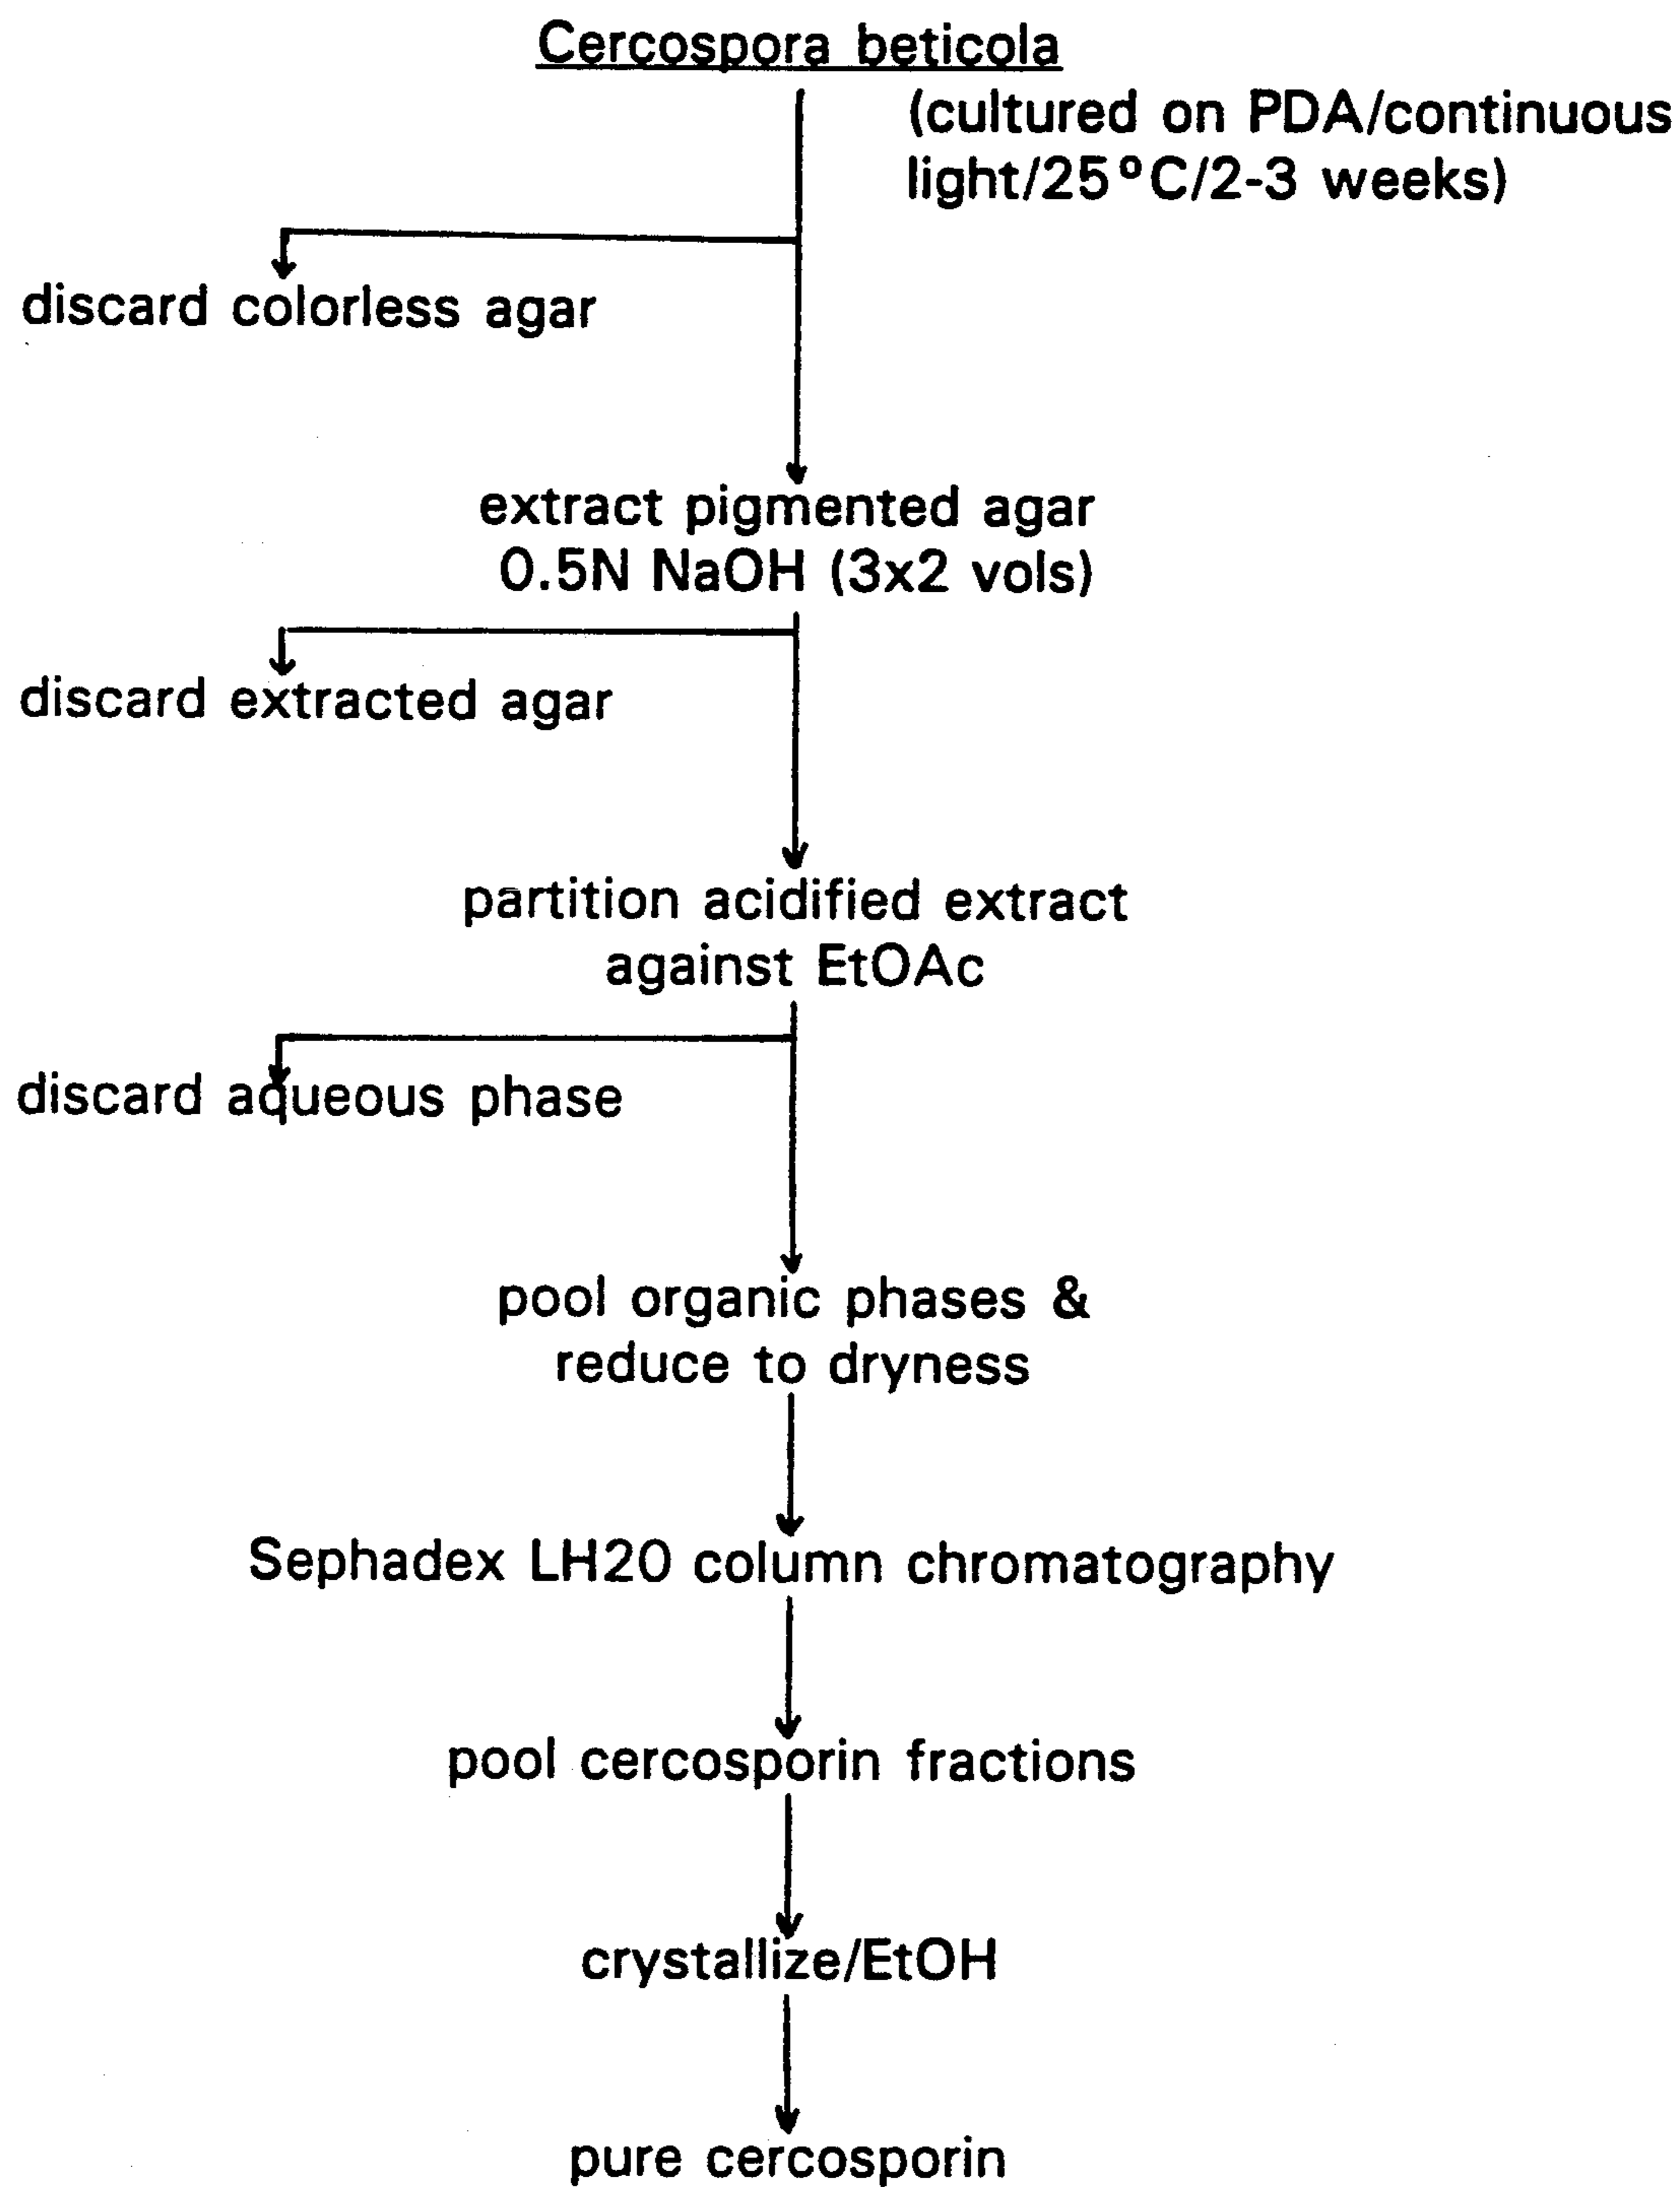 Cercospora beticola
(cultured on PDA/continuous
light/25°C/2-3 weeks)
discard colorless agar
extract pigmented agar
0.5N NaOH (3x2 vols)
discard extracted agar
partition acidified extract
against EtOAc
discard aqueous phase
pool organic phases &
reduce to dryness
Sephadex LH20 column chromatography
pool cercosporin fractions
crystallize/EtOH
pure cercosporin